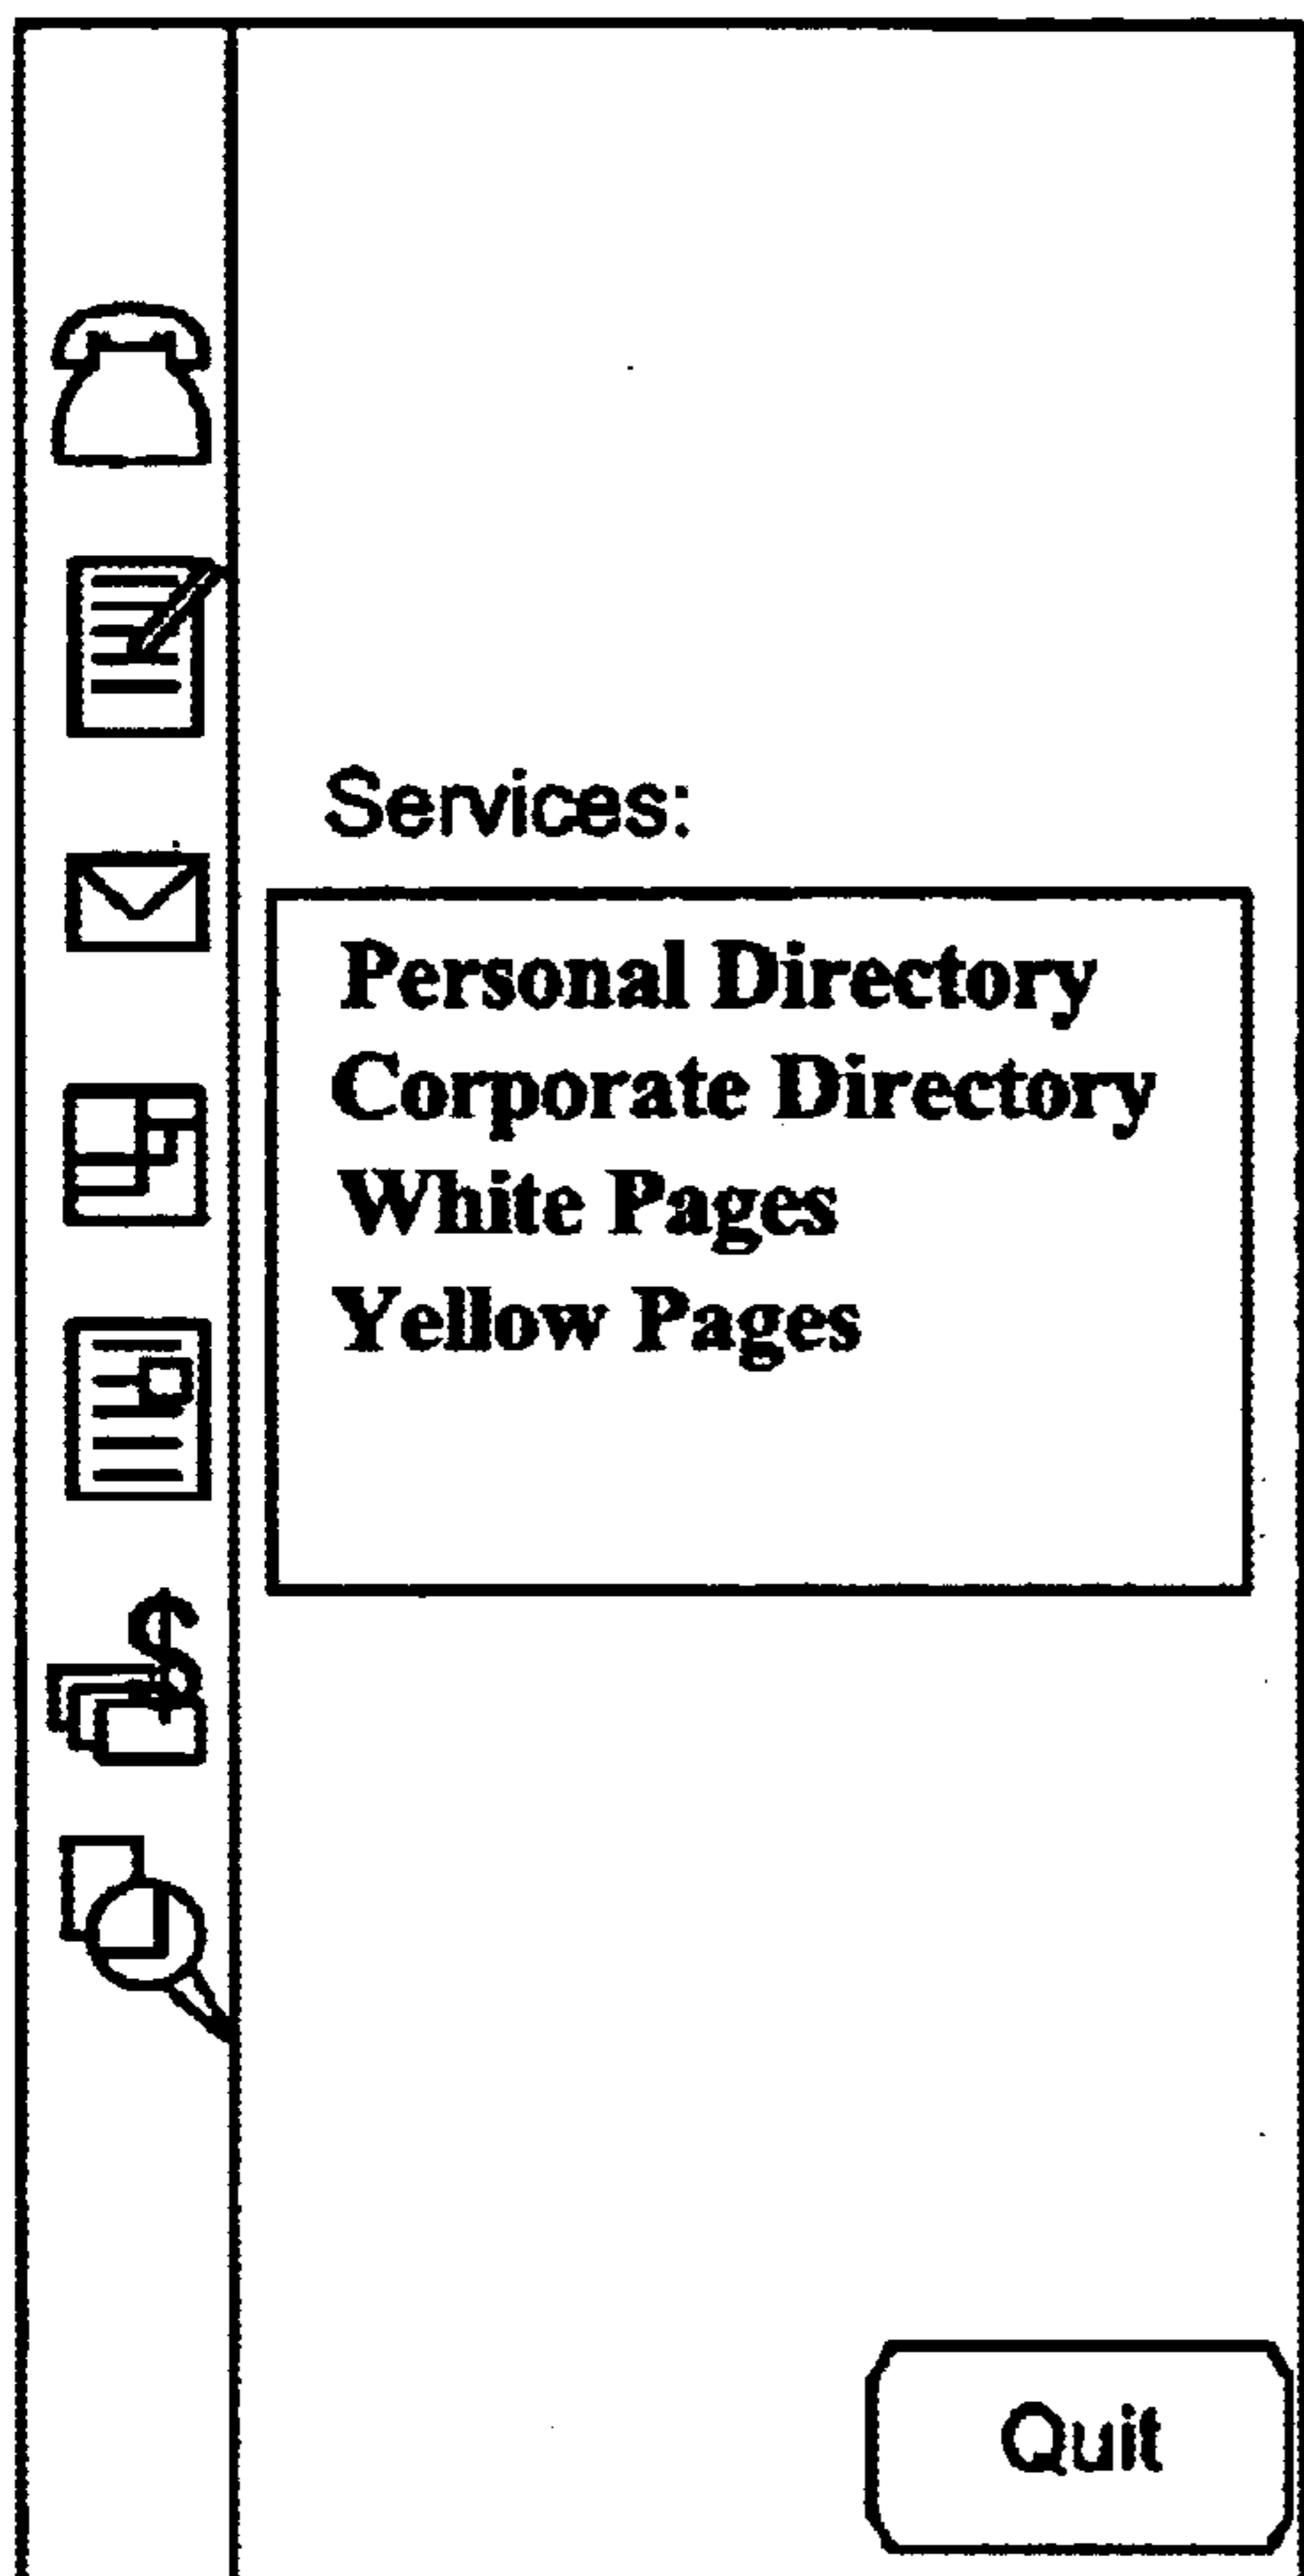 Services:
Personal Directory
Corporate Directory
White Pages
Yellow Pages
$
Quit